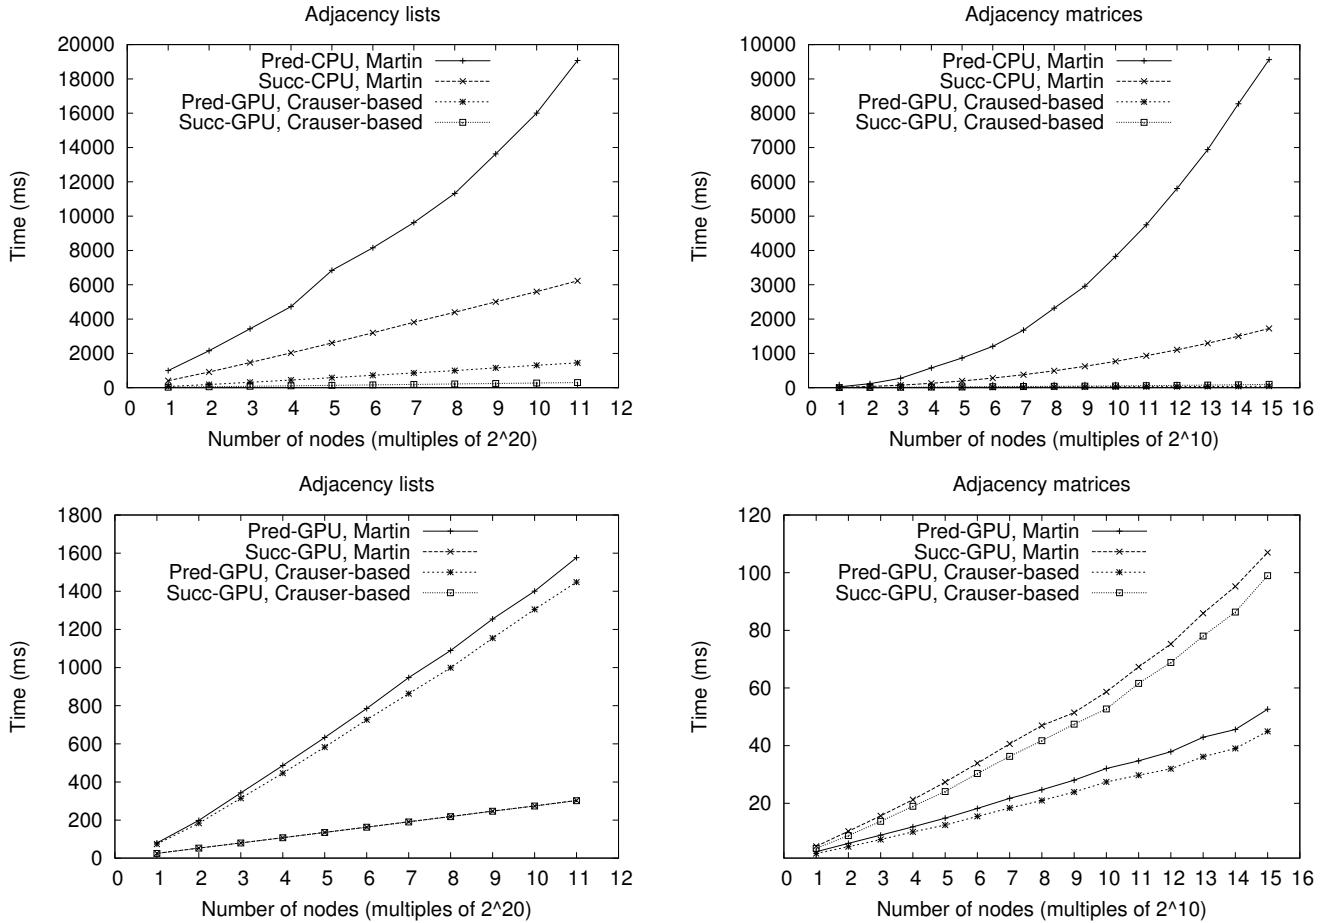 Adjacency lists
20000
18000
16000
14000
12000
10000
8000
6000
4000
2000
0
Time (ms)
Pred-CPU, Martin
Succ-CPU, Martin
Pred-GPU, Crauser-based
Succ-GPU, Crauser-based
0 1 2 3 4 5 6 7 8 9 10 11 12
Number of nodes (multiples of 2^20)
Adjacency matrices
10000
9000
8000
7000
6000
5000
4000
3000
2000
1000
0
Time (ms)
Pred-CPU, Martin
Succ-CPU, Martin
Pred-GPU, Craused-based
Succ-GPU, Craused-based
0 1 2 3 4 5 6 7 8 9 10 11 12 13 14 15 16
Number of nodes (multiples of 2^10)
Adjacency lists
1800
1600
1400
1200
1000
800
600
400
200
0
Time (ms)
Pred-GPU, Martin
Succ-GPU, Martin
Pred-GPU, Crauser-based
Succ-GPU, Crauser-based
0 1 2 3 4 5 6 7 8 9 10 11 12
Number of nodes (multiples of 2^20)
Adjacency matrices
120
100
80
60
40
20
Time (ms)
Pred-GPU, Martin
Succ-GPU, Martin
Pred-GPU, Crauser-based
Succ-GPU, Crauser-based
0 1 2 3 4 5 6 7 8 9 10 11 12 13 14 15 16
Number of nodes (multiples of 2^10)